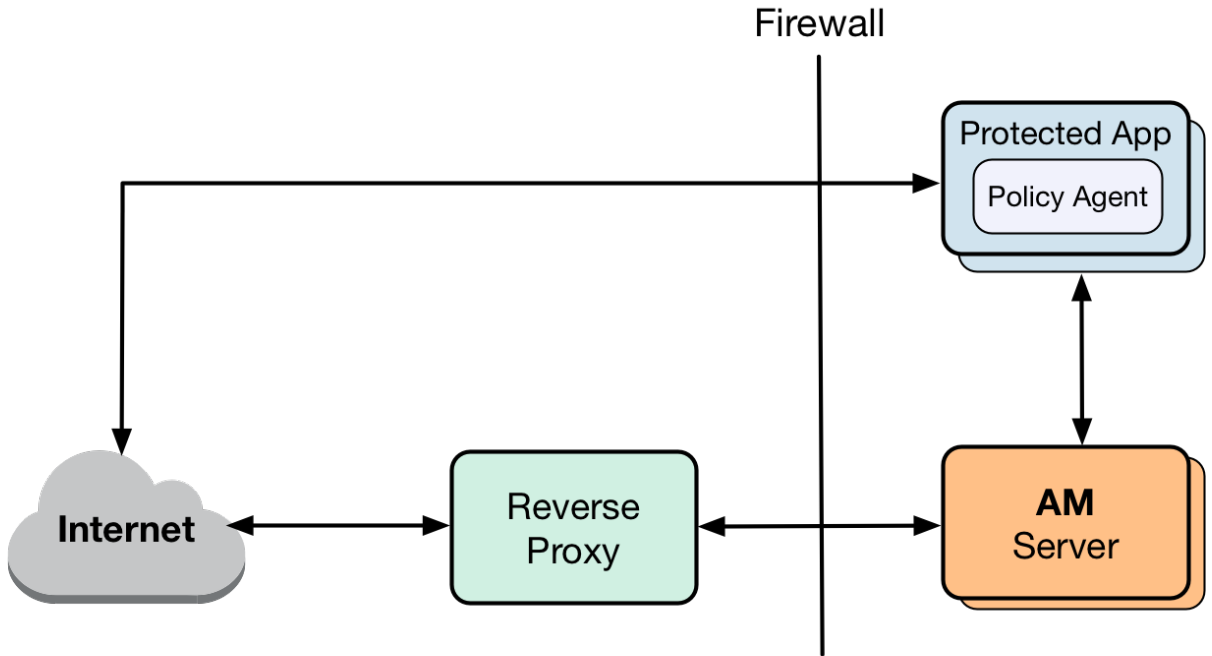 Firewall
Protected App
Policy Agent
Internet
Reverse
Proxy
AM
Server